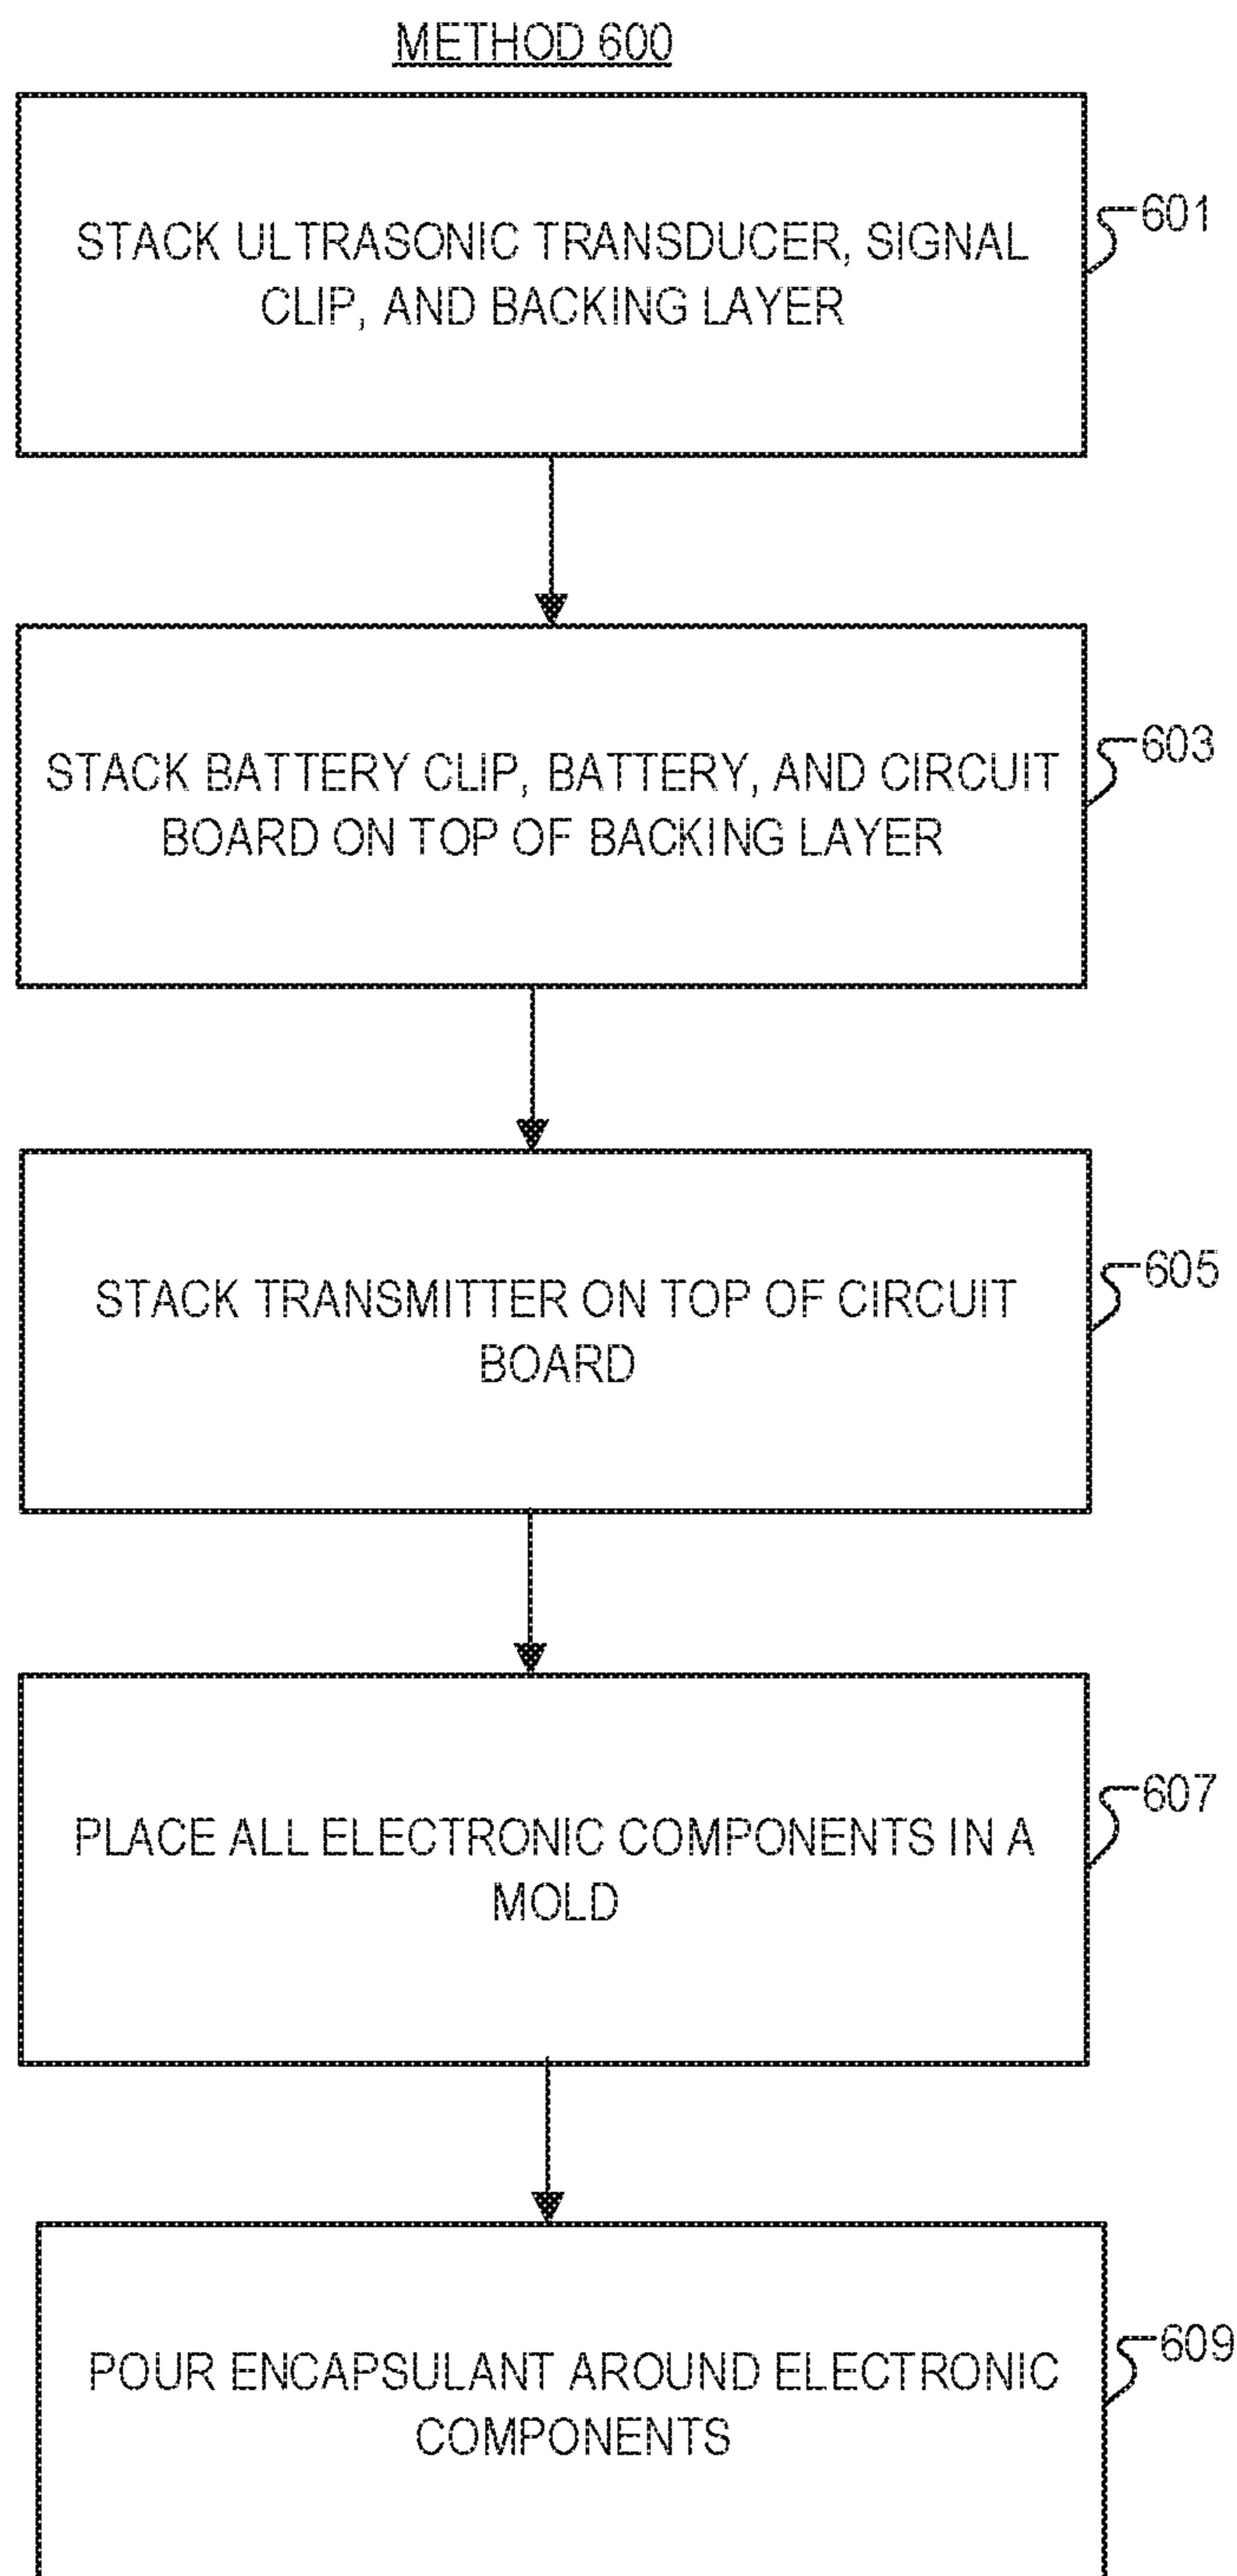 METHOD 600
STACK ULTRASONIC TRANSDUCER, SIGNAL
CLIP, AND BACKING LAYER
601
STACK BATTERY CLIP, BATTERY, AND CIRCUIT
BOARD ON TOP OF BACKING LAYER
603
STACK TRANSMITTER ON TOP OF CIRCUIT
BOARD
605
PLACE ALL ELECTRONIC COMPONENTS IN A
MOLD
607
POUR ENCAPSULANT AROUND ELECTRONIC
COMPONENTS
609